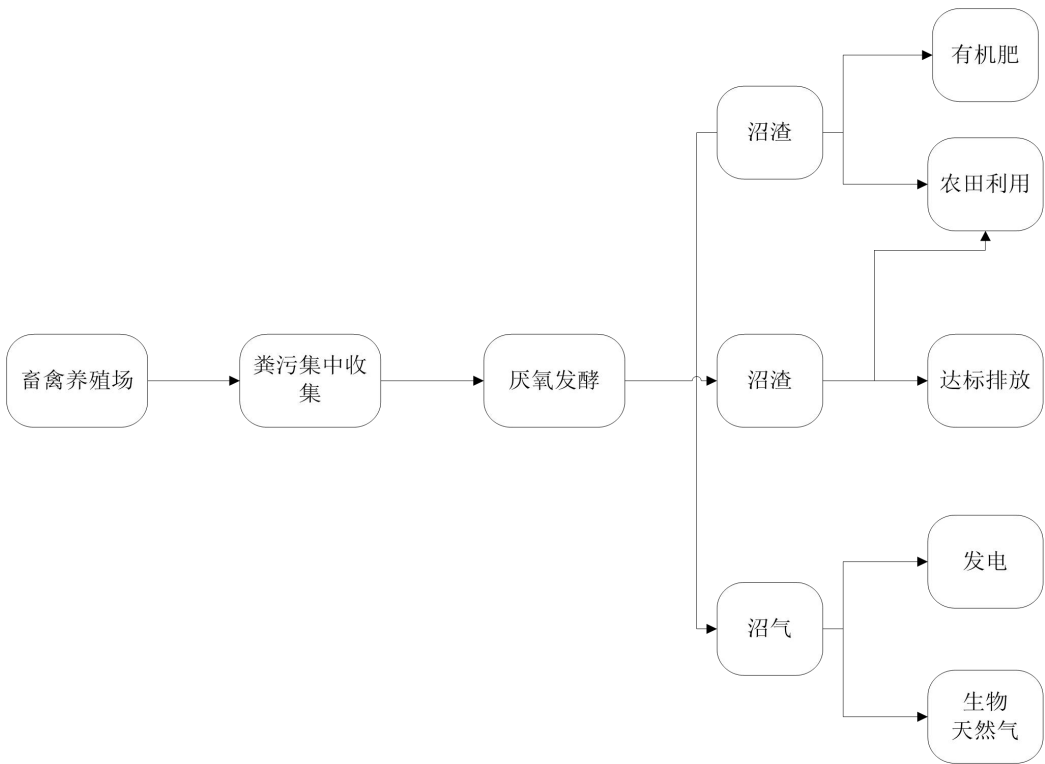 畜禽养殖场
粪污集中收
集
厌氧发酵
沼渣
有机肥
农田利用
沼渣
达标排放
沼气
发电
生物
天然气